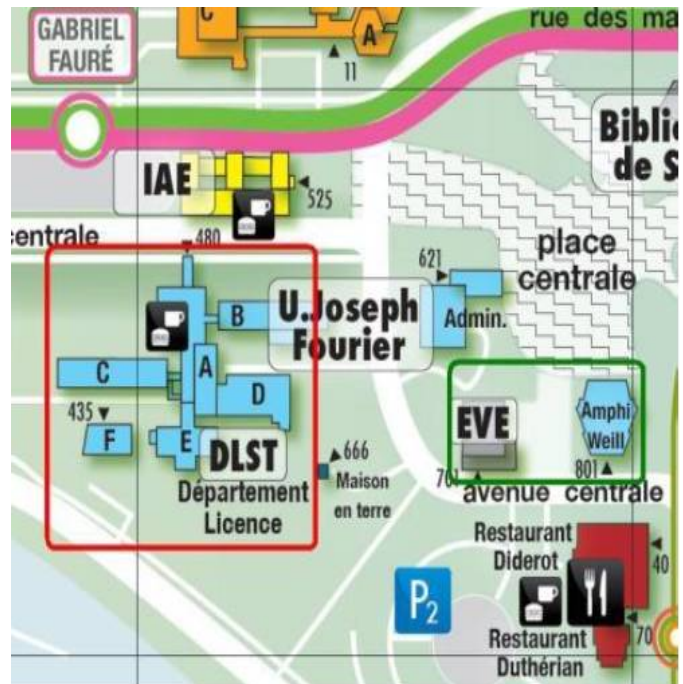 GABRIEL
FAURÉ
C
A
11
rue des ma
Bibli
de S
IAE
525
entrale
480
621
place
centrale
B
U.Joseph
Fourier
Admin.
C
A
D
435
F
E
DLST
Département
Licence
666
Maison
en terre
EVE
Amphi
Weill
701
801
avenue centrale
Restaurant
Diderot
40
P2
70
Restaurant
Duthérian